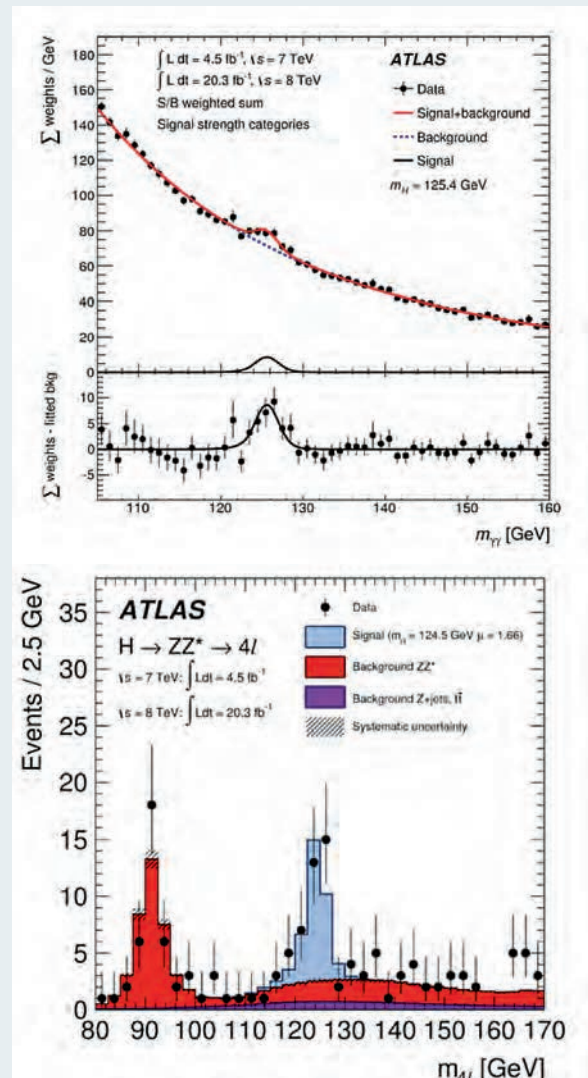 ∫ L dt = 4.5 fb⁻¹, √s = 7 TeV
∫ L dt = 20.3 fb⁻¹, √s = 8 TeV
S/B weighted sum
Signal strength categories
ATLAS
Data
Signal+background
Background
Signal
m_H = 125.4 GeV
∑ weights / GeV
180
160
140
120
100
80
60
40
20
0
∑ weights - fitted bkg
10
5
0
-5
110 120 130 140 150 160
m_γγ [GeV]
ATLAS
H → ZZ* → 4l
√s = 7 TeV: ∫Ldt = 4.5 fb⁻¹
√s = 8 TeV: ∫Ldt = 20.3 fb⁻¹
Data
Signal (m_H = 124.5 GeV μ = 1.66)
Background ZZ*
Background Z+jets, tt̄
Systematic uncertainty
Events / 2.5 GeV
35
30
25
20
15
10
5
0
80 90 100 110 120 130 140 150 160 170
m_4l [GeV]